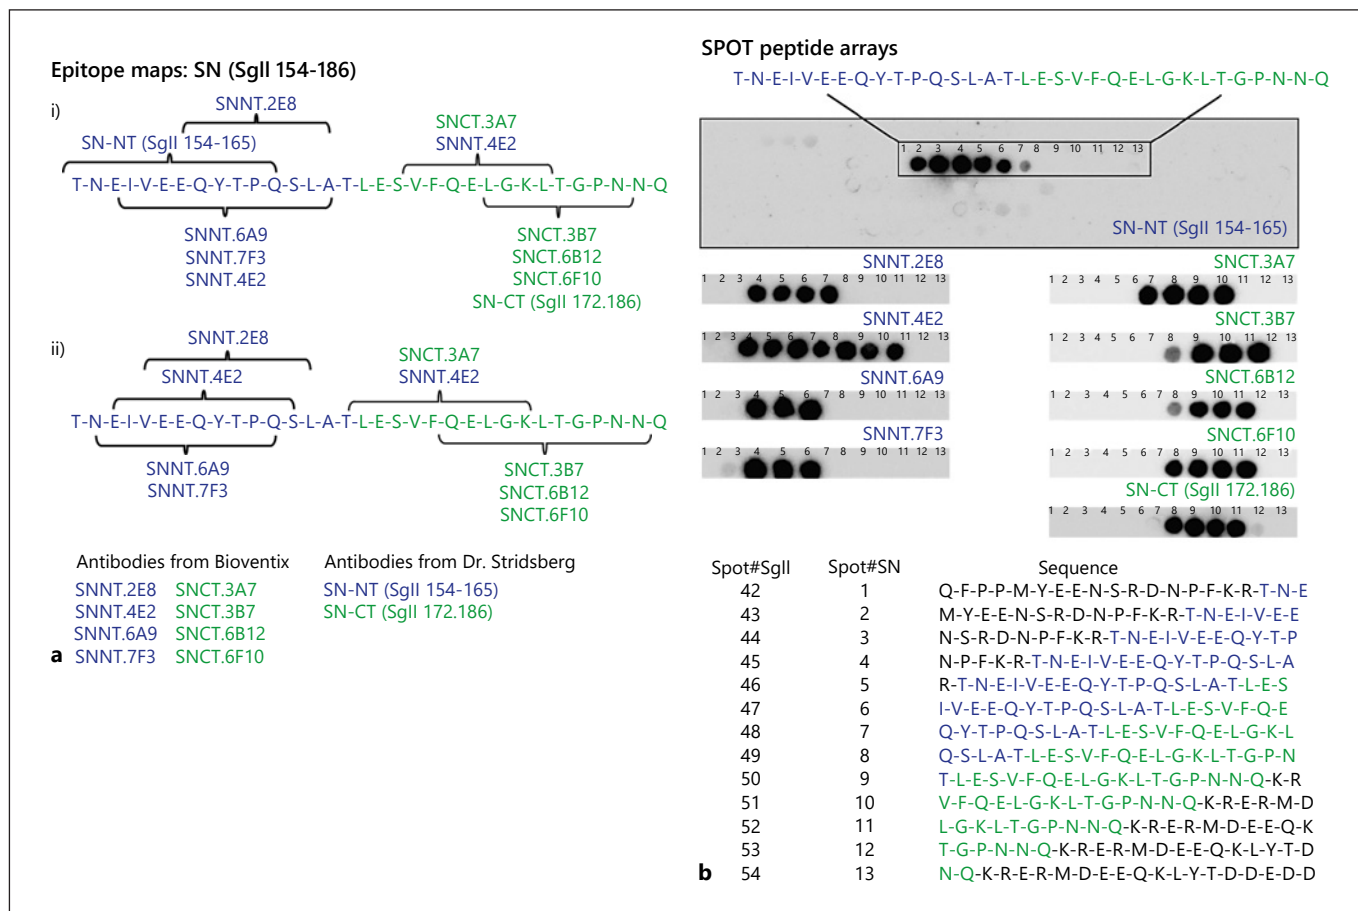 Epitope maps: SN (SgII 154-186)
i)
SNNT.2E8
SN-NT (SgII 154-165)
SNCT.3A7
SNNT.4E2
T-N-E-I-V-E-E-Q-Y-T-P-Q-S-L-A-T-L-E-S-V-F-Q-E-L-G-K-L-T-G-P-N-N-Q
SNNT.6A9
SNNT.7F3
SNNT.4E2
SNCT.3B7
SNCT.6B12
SNCT.6F10
SN-CT (SgII 172.186)
ii)
SNNT.2E8
SNNT.4E2
SNCT.3A7
SNNT.4E2
T-N-E-I-V-E-E-Q-Y-T-P-Q-S-L-A-T-L-E-S-V-F-Q-E-L-G-K-L-T-G-P-N-N-Q
SNNT.6A9
SNNT.7F3
SNCT.3B7
SNCT.6B12
SNCT.6F10
Antibodies from Bioventix Antibodies from Dr. Stridsberg
SNNT.2E8 SNCT.3A7 SN-NT (SgII 154-165)
SNNT.4E2 SNCT.3B7 SN-CT (SgII 172.186)
SNNT.6A9 SNCT.6B12
a SNNT.7F3 SNCT.6F10
SPOT peptide arrays
T-N-E-I-V-E-E-Q-Y-T-P-Q-S-L-A-T-L-E-S-V-F-Q-E-L-G-K-L-T-G-P-N-N-Q
1 2 3 4 5 6 7 8 9 10 11 12 13
SN-NT (SgII 154-165)
SNNT.2E8
1 2 3 4 5 6 7 8 9 10 11 12 13
SNNT.4E2
1 2 3 4 5 6 7 8 9 10 11 12 13
SNNT.6A9
1 2 3 4 5 6 7 8 9 10 11 12 13
SNNT.7F3
1 2 3 4 5 6 7 8 9 10 11 12 13
SNCT.3A7
1 2 3 4 5 6 7 8 9 10 11 12 13
SNCT.3B7
1 2 3 4 5 6 7 8 9 10 11 12 13
SNCT.6B12
1 2 3 4 5 6 7 8 9 10 11 12 13
SNCT.6F10
1 2 3 4 5 6 7 8 9 10 11 12 13
SN-CT (SgII 172.186)
1 2 3 4 5 6 7 8 9 10 11 12 13
Spot#SgII Spot#SN Sequence
42 1 Q-F-P-P-M-Y-E-E-N-S-R-D-N-P-F-K-R-T-N-E
43 2 M-Y-E-E-N-S-R-D-N-P-F-K-R-T-N-E-I-V-E-E
44 3 N-S-R-D-N-P-F-K-R-T-N-E-I-V-E-E-Q-Y-T-P
45 4 N-P-F-K-R-T-N-E-I-V-E-E-Q-Y-T-P-Q-S-L-A
46 5 R-T-N-E-I-V-E-E-Q-Y-T-P-Q-S-L-A-T-L-E-S
47 6 I-V-E-E-Q-Y-T-P-Q-S-L-A-T-L-E-S-V-F-Q-E
48 7 Q-Y-T-P-Q-S-L-A-T-L-E-S-V-F-Q-E-L-G-K-L
49 8 Q-S-L-A-T-L-E-S-V-F-Q-E-L-G-K-L-T-G-P-N
50 9 T-L-E-S-V-F-Q-E-L-G-K-L-T-G-P-N-N-Q-K-R
51 10 V-F-Q-E-L-G-K-L-T-G-P-N-N-Q-K-R-E-R-M-D
52 11 L-G-K-L-T-G-P-N-N-Q-K-R-E-R-M-D-E-E-Q-K
53 12 T-G-P-N-N-Q-K-R-E-R-M-D-E-E-Q-K-L-Y-T-D
b 54 13 N-Q-K-R-E-R-M-D-E-E-Q-K-L-Y-T-D-D-E-D-D